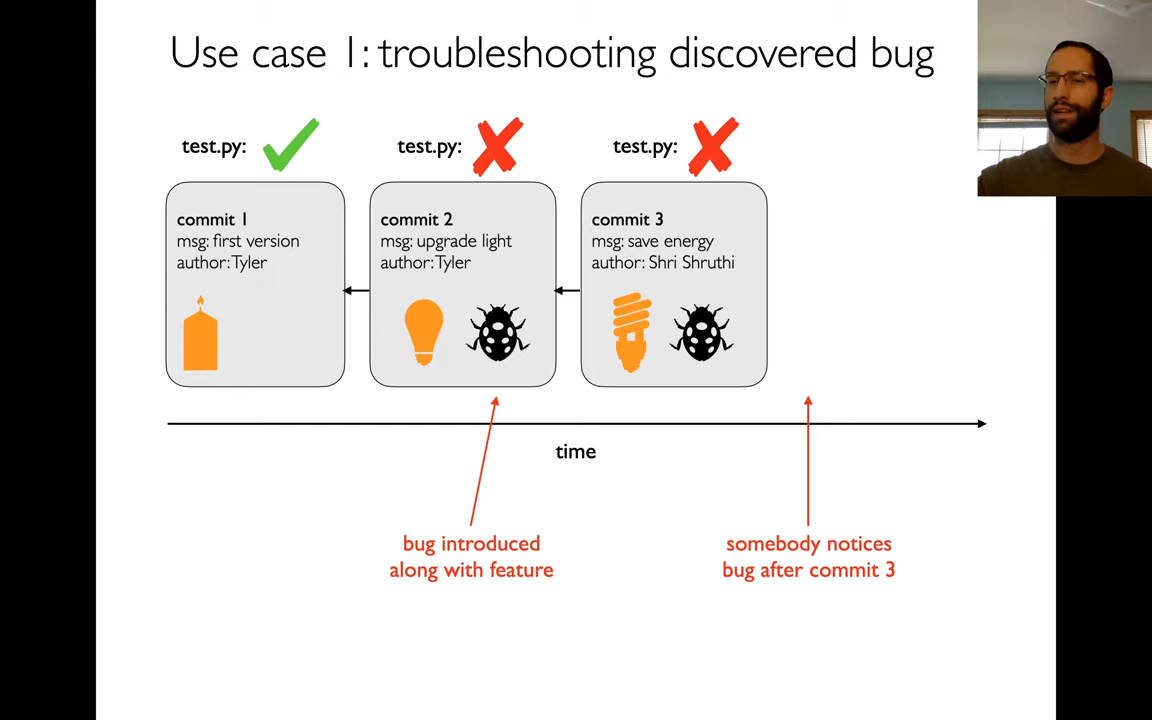 Use case 1: troubleshooting discovered bug
test.py:
test.py:
test.py:
commit 1
msg: first version
author: Tyler
commit 2
msg: upgrade light
author: Tyler
commit 3
msg: save energy
author: Shri Shruthi
time
bug introduced
along with feature
somebody notices
bug after commit 3